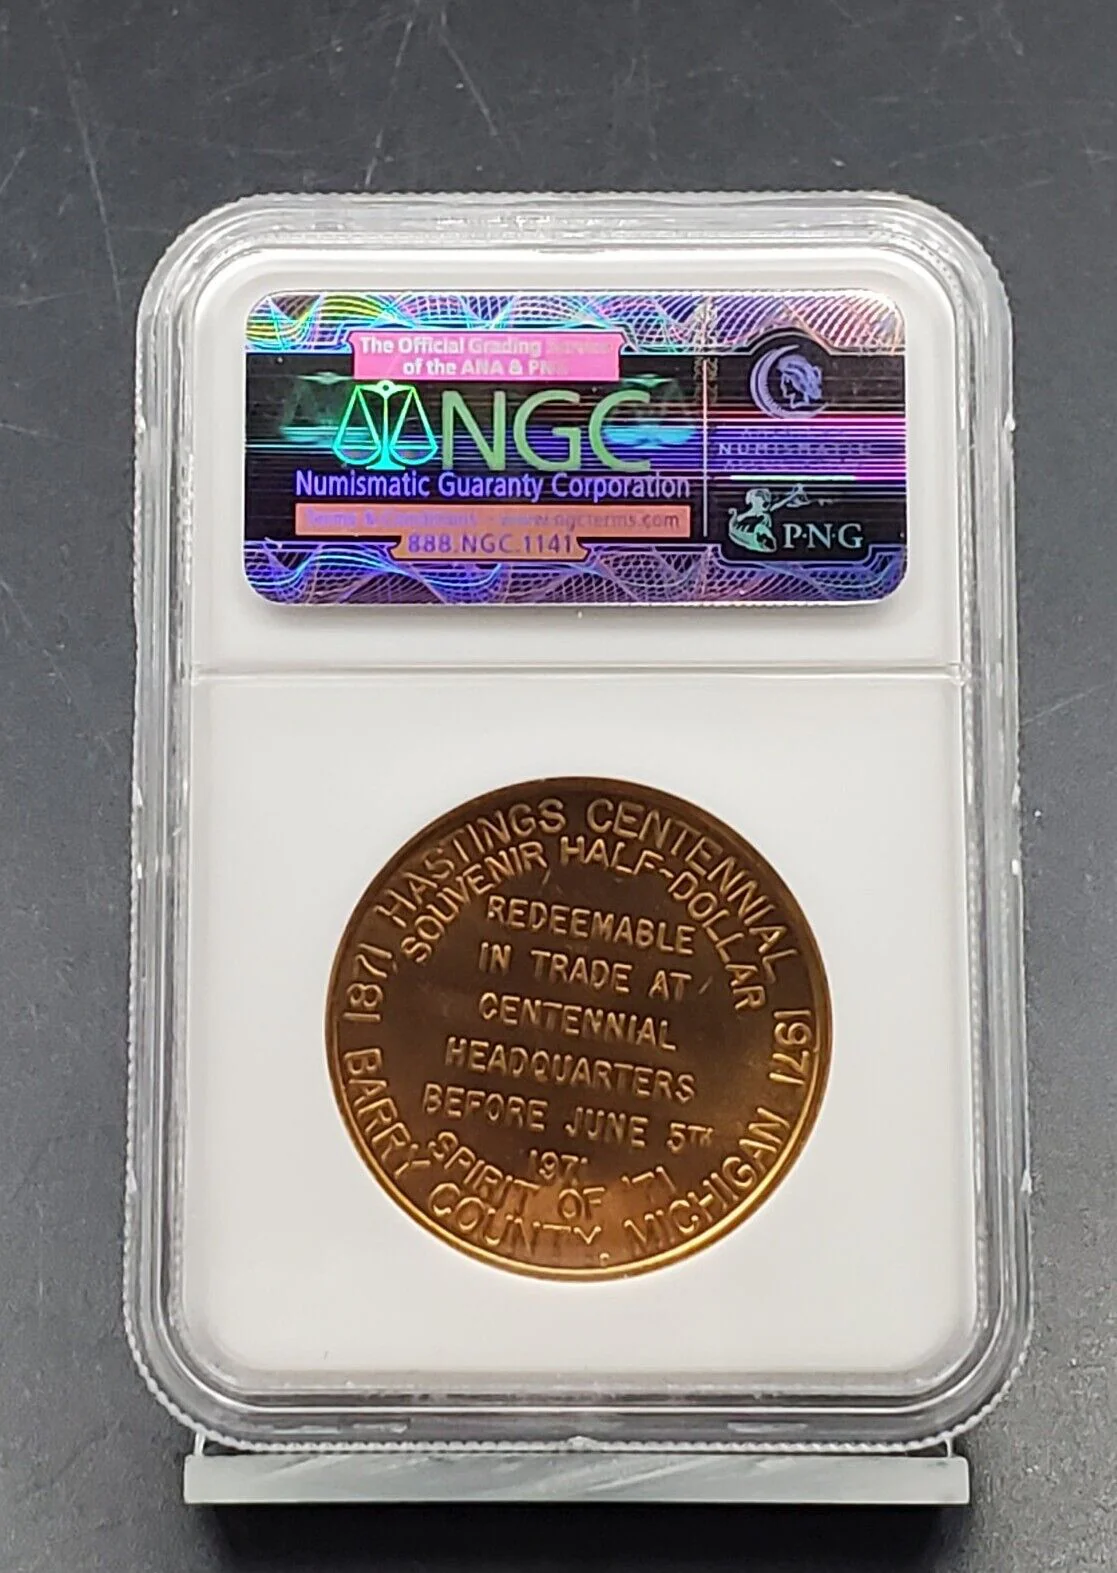 The Official Grading Service
of the ANA & PNG
NGC
Numismatic Guaranty Corporation
Terms & Conditions - www.ngcterms.com
888.NGC.1141
NUMISMATIC
P·N·G
HASTINGS CENTENNIAL
SOUVENIR HALF-DOLLAR
REDEEMABLE
IN TRADE AT
CENTENNIAL
HEADQUARTERS
BEFORE JUNE 5TH
1971
SPIRIT OF '71
1871 1971
BARRY COUNTY, MICHIGAN